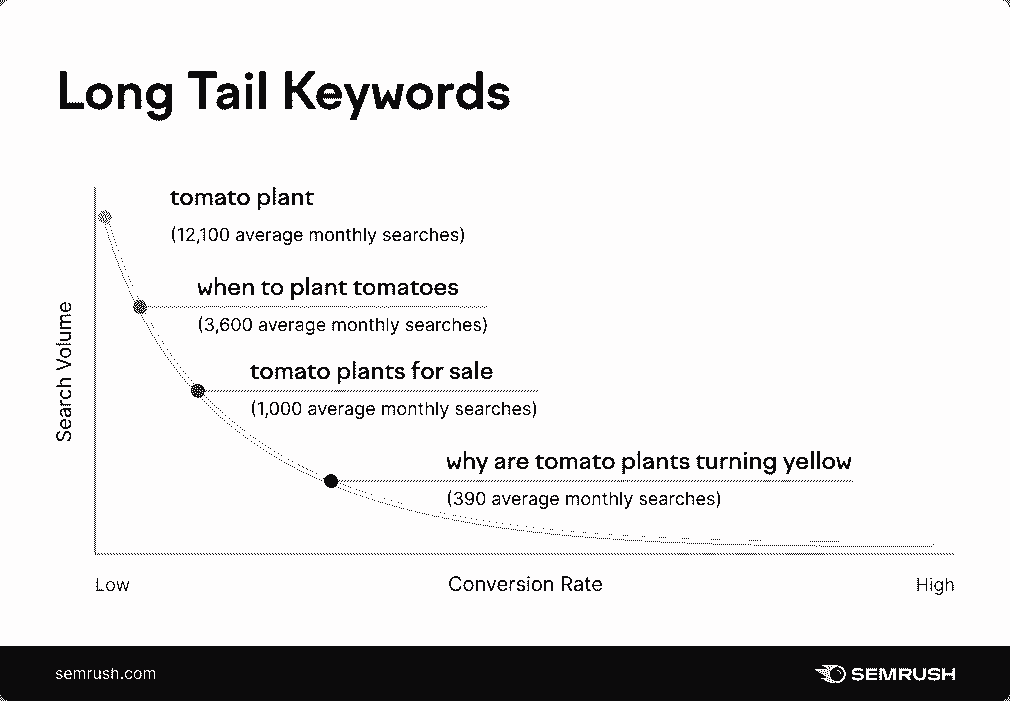 Long Tail Keywords
tomato plant
(12,100 average monthly searches)
when to plant tomatoes
(3,600 average monthly searches)
tomato plants for sale
(1,000 average monthly searches)
why are tomato plants turning yellow
(390 average monthly searches)
Search Volume
Low
Conversion Rate
High
semrush.com
SEMRUSH